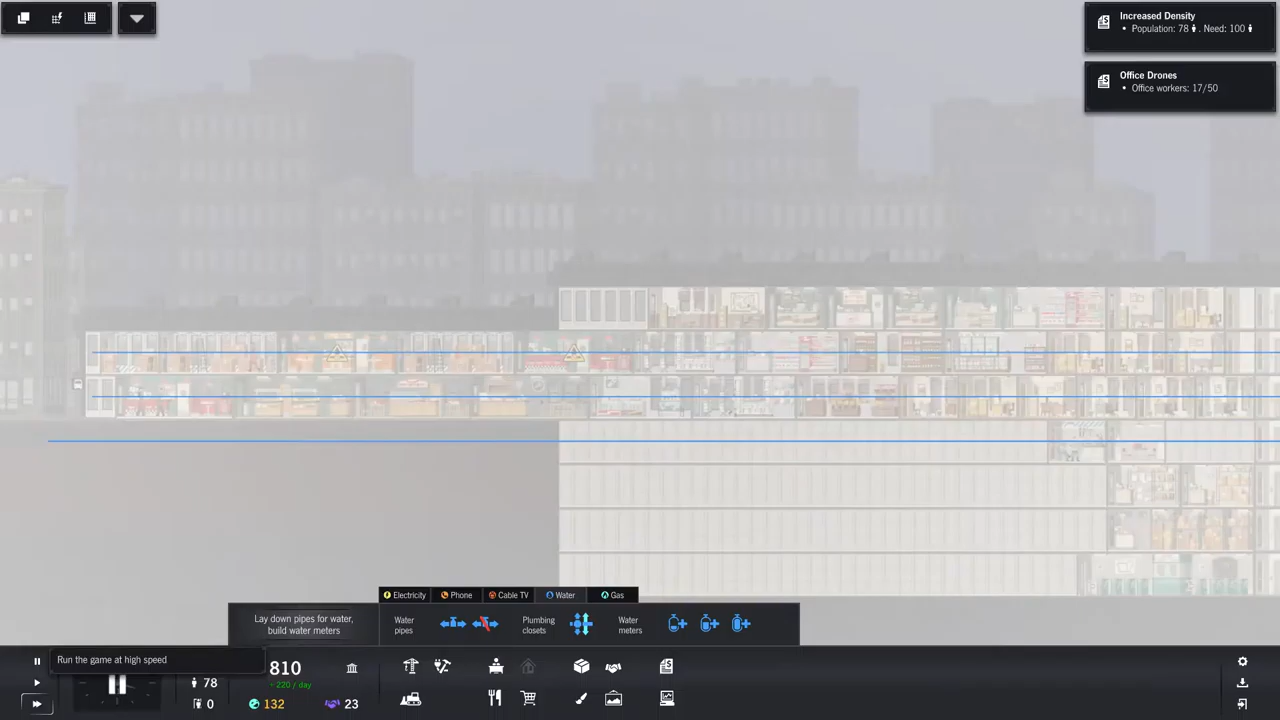 Increased Density
• Population: 78 . Need: 100
Office Drones
• Office workers: 17/50
Electricity
Phone
Cable TV
Water
Gas
Lay down pipes for water,
build water meters
Water
pipes
Plumbing
closets
Water
meters
Run the game at high speed
810
+220 / day
78
0
132
23